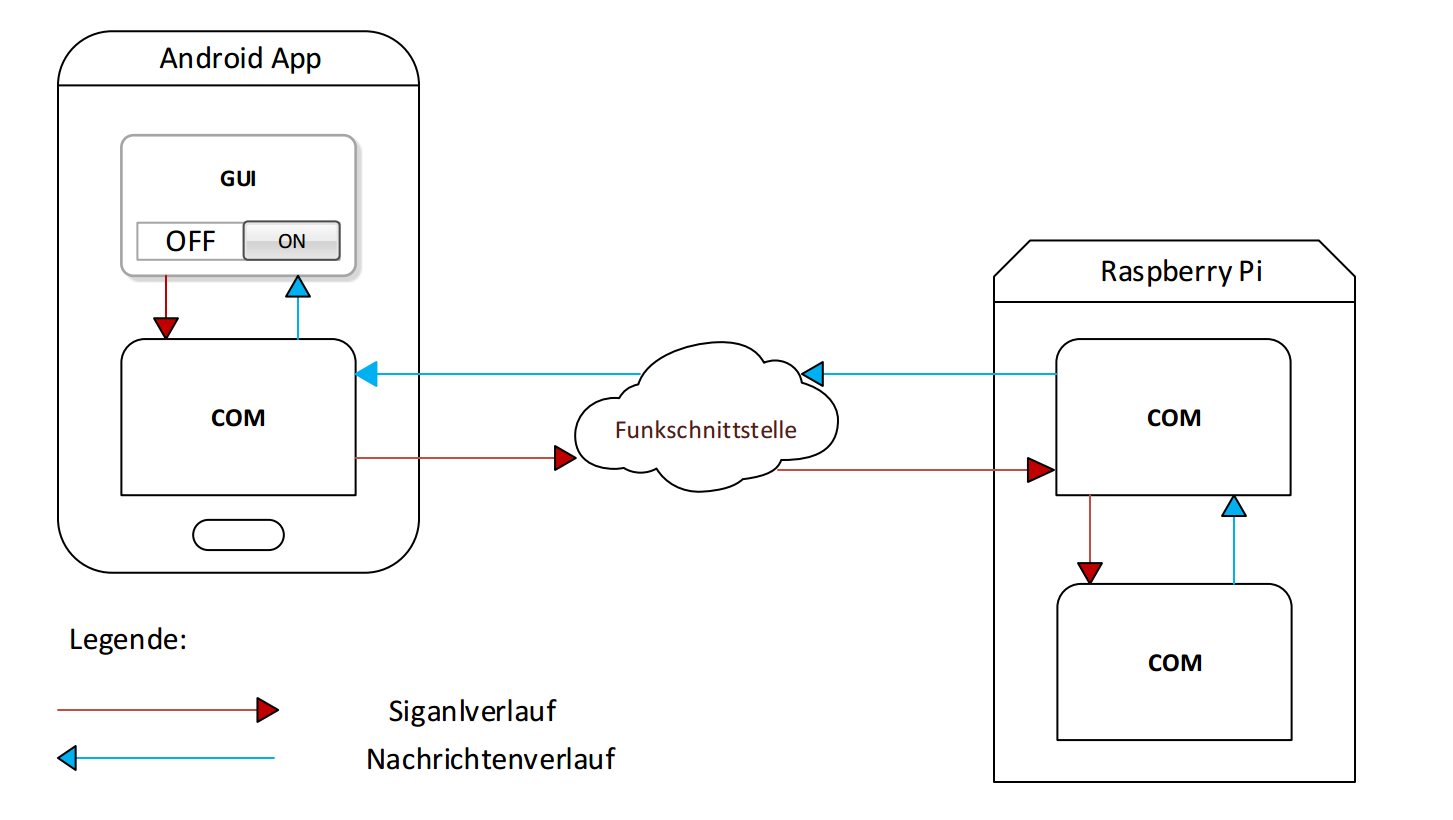 Android App
GUI
OFF
ON
COM
Funkschnittstelle
Raspberry Pi
COM
COM
Legende:
Siganlverlauf
Nachrichtenverlauf